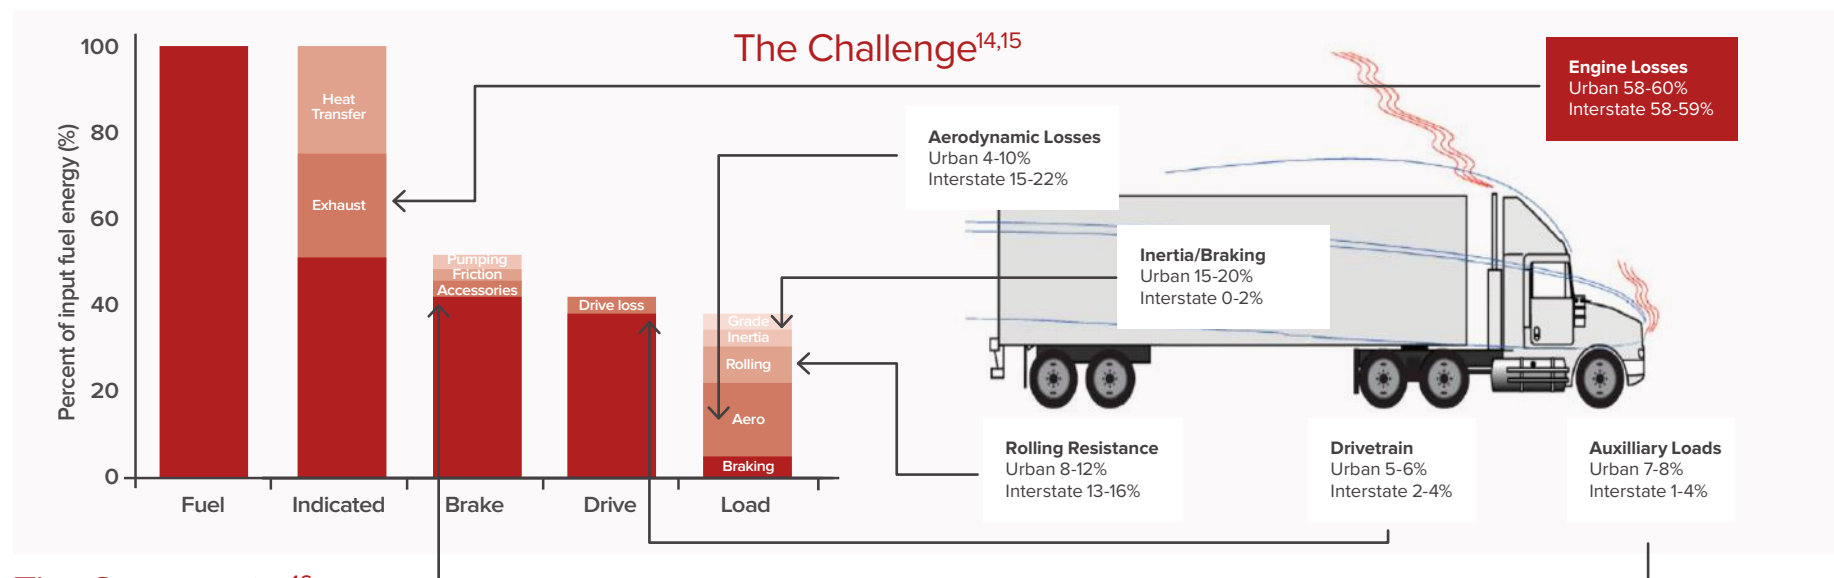 The Challenge14,15
Percent of input fuel energy (%)
100
80
60
40
20
0
Heat
Transfer
Exhaust
Pumping
Friction
Accessories
Drive loss
Grade
Inertia
Rolling
Aero
Braking
Fuel
Indicated
Brake
Drive
Load
Engine Losses
Urban 58-60%
Interstate 58-59%
Aerodynamic Losses
Urban 4-10%
Interstate 15-22%
Inertia/Braking
Urban 15-20%
Interstate 0-2%
Rolling Resistance
Urban 8-12%
Interstate 13-16%
Drivetrain
Urban 5-6%
Interstate 2-4%
Auxilliary Loads
Urban 7-8%
Interstate 1-4%